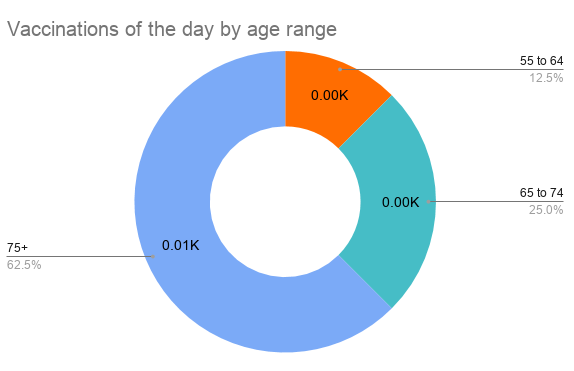 Vaccinations of the day by age range
55 to 64
12.5%
0.00K
65 to 74
25.0%
0.00K
75+
62.5%
0.01K